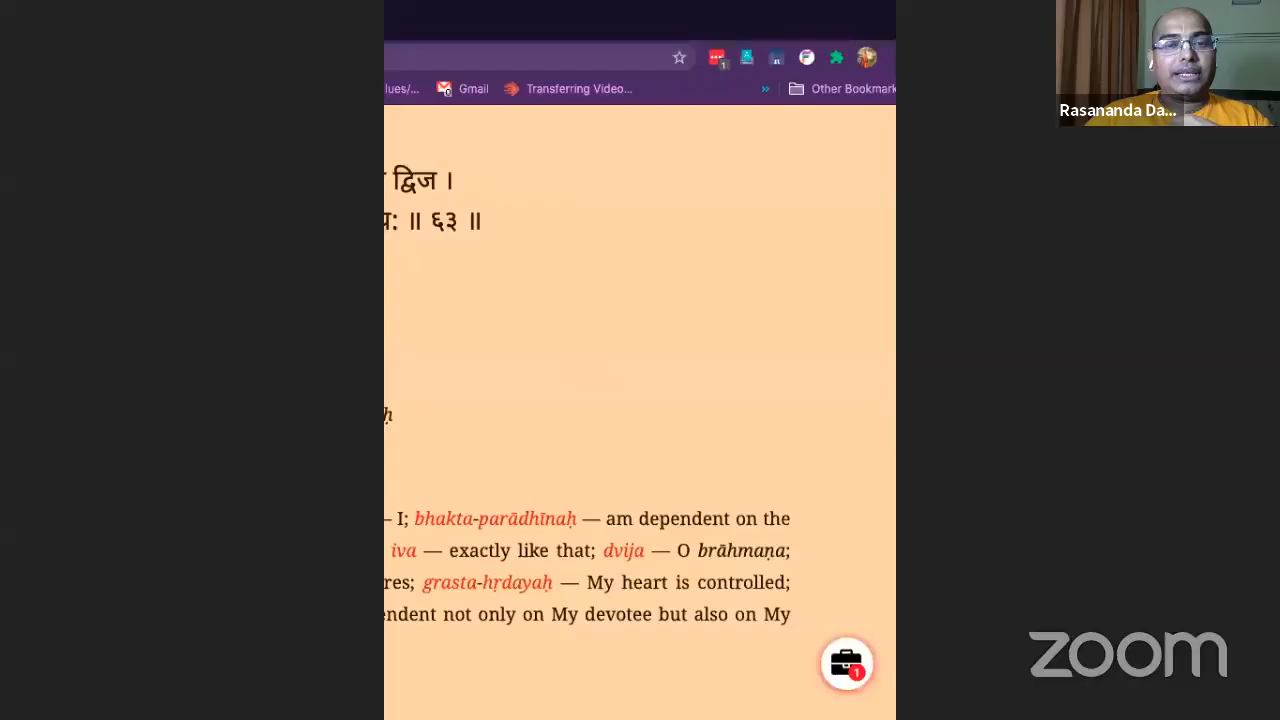 lues/...
Gmail
Transferring Video...
»
Other Bookmark
Rasananda Da...
द्विज ।
: ॥ ६३ ॥
ḥ
— I; bhakta-parādhīnaḥ — am dependent on the
iva — exactly like that; dvija — O brāhmaṇa;
res; grasta-hṛdayaḥ — My heart is controlled;
endent not only on My devotee but also on My
1
1
zoom